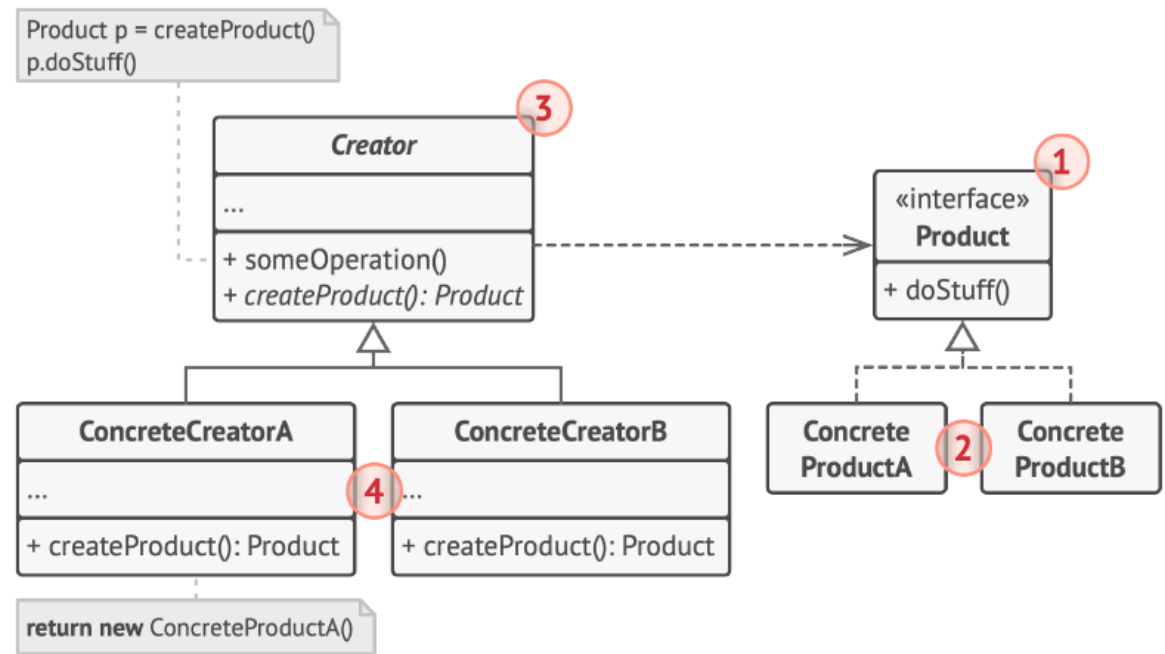 Product p = createProduct()
p.doStuff()
3
Creator
...
+ someOperation()
+ createProduct(): Product
1
«interface»
Product
+ doStuff()
ConcreteCreatorA
...
+ createProduct(): Product
4
ConcreteCreatorB
...
+ createProduct(): Product
Concrete
ProductA
2
Concrete
ProductB
return new ConcreteProductA()